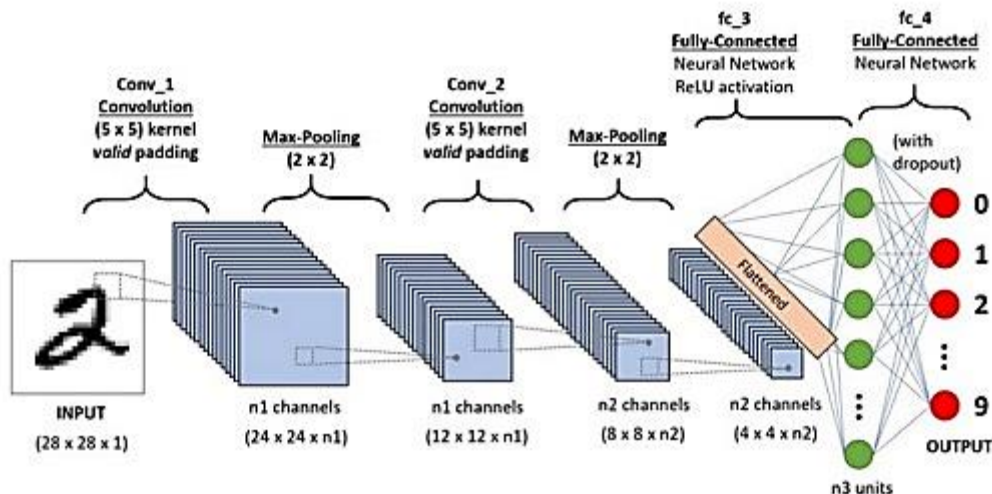 fc_3
Fully-Connected
Neural Network
ReLU activation
fc_4
Fully-Connected
Neural Network
Conv_1
Convolution
(5 x 5) kernel
valid padding
Max-Pooling
(2 x 2)
Conv_2
Convolution
(5 x 5) kernel
valid padding
Max-Pooling
(2 x 2)
(with
dropout)
2
Flattened
0
1
2
9
INPUT
(28 x 28 x 1)
n1 channels
(24 x 24 x n1)
n1 channels
(12 x 12 x n1)
n2 channels
(8 x 8 x n2)
n2 channels
(4 x 4 x n2)
OUTPUT
n3 units